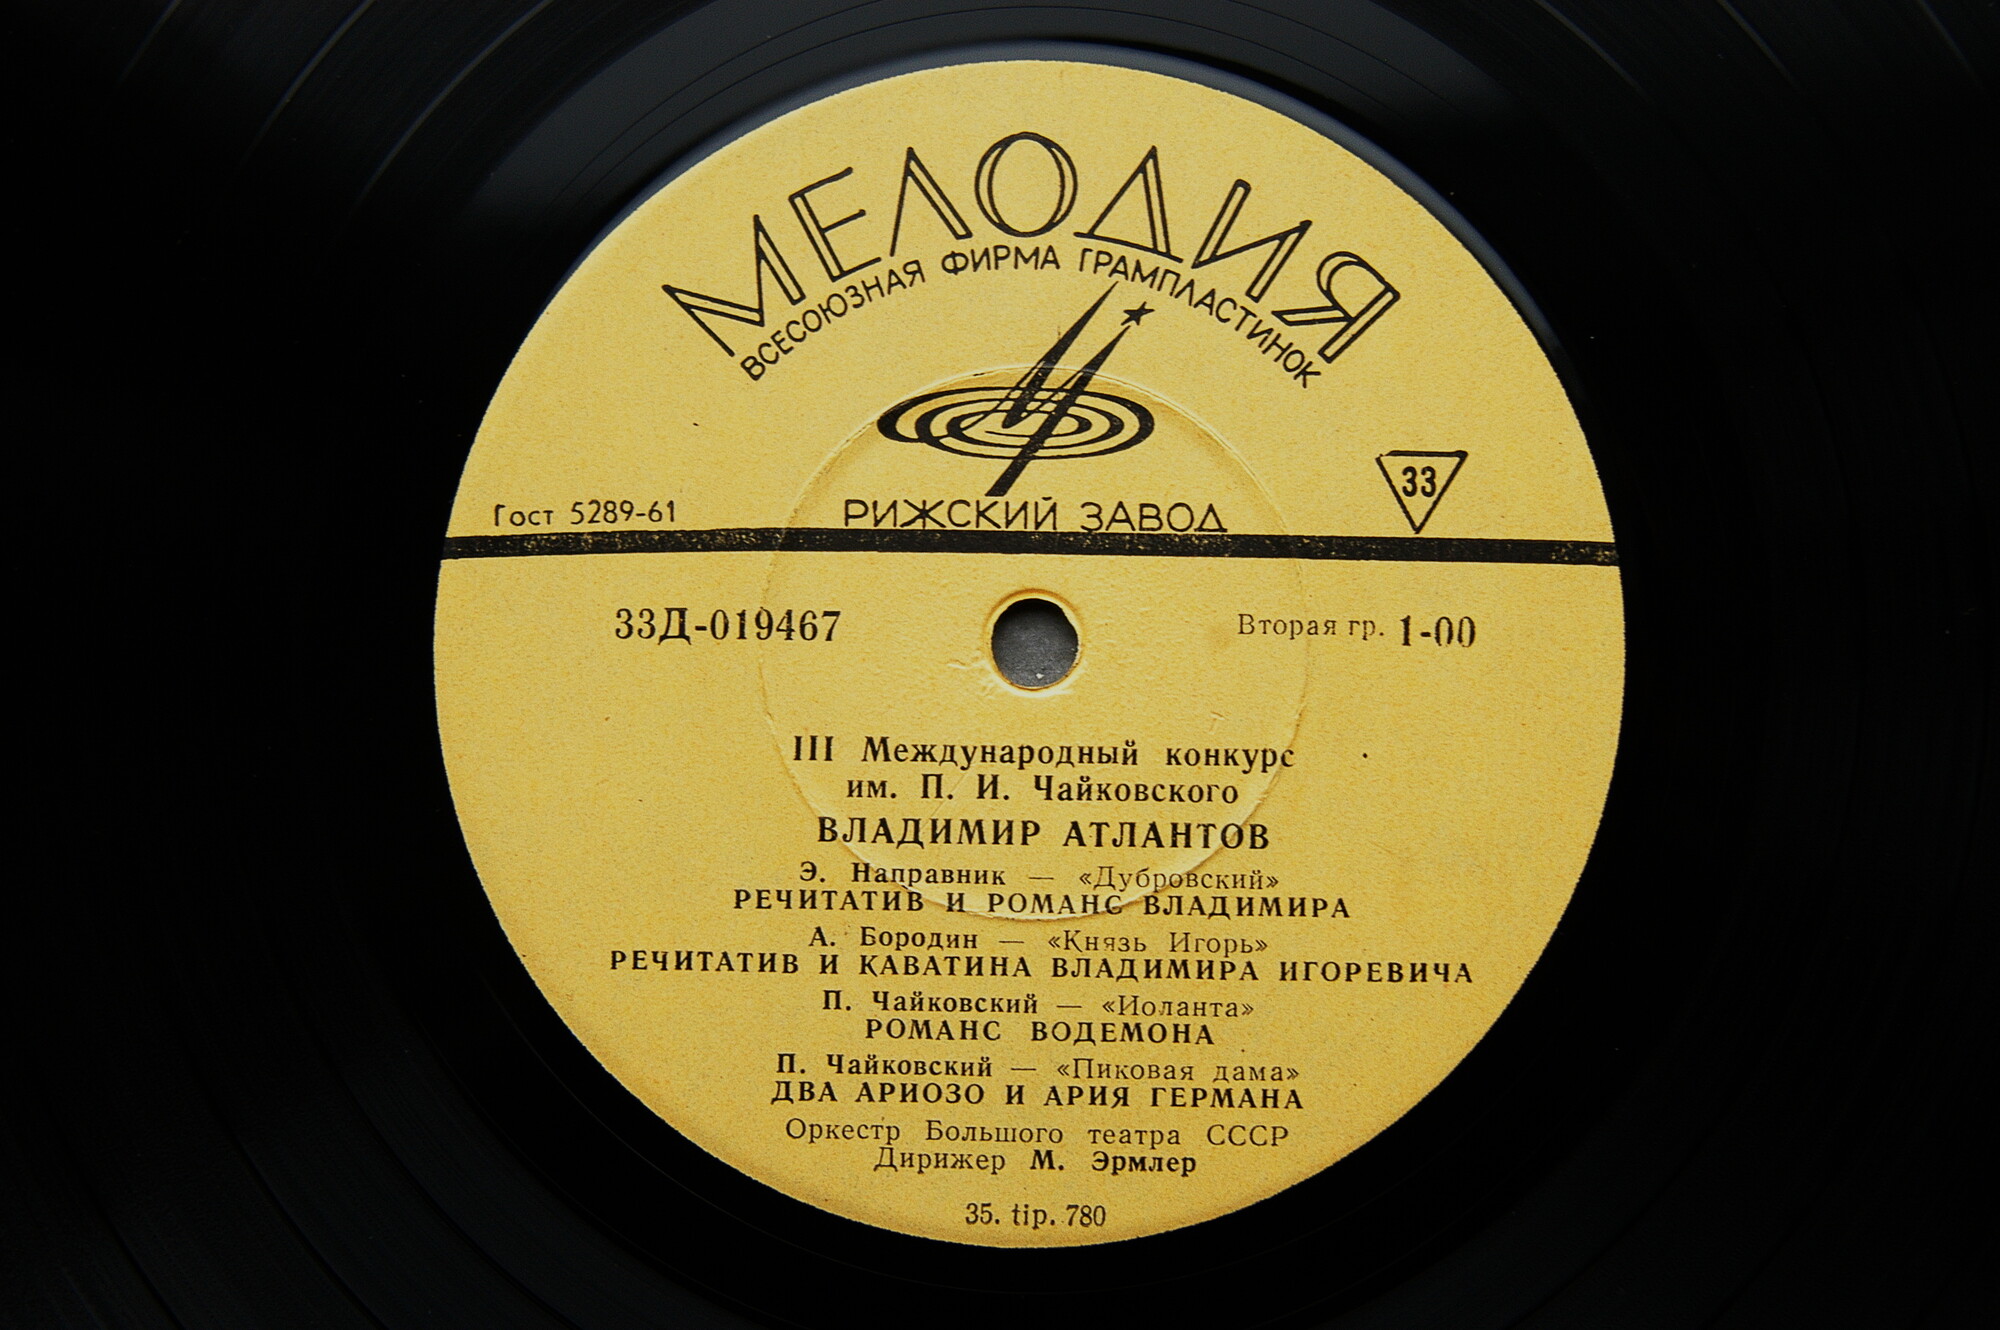 МЕЛОДИЯ
ВСЕСОЮЗНАЯ ФИРМА ГРАМПЛАСТИНОК
33
Гост 5289-61
РИЖСКИЙ ЗАВОД
33Д-019467
Вторая гр. 1-00
III Международный конкурс
им. П. И. Чайковского
ВЛАДИМИР АТЛАНТОВ
Э. Направник — «Дубровский»
РЕЧИТАТИВ И РОМАНС ВЛАДИМИРА
А. Бородин — «Князь Игорь»
РЕЧИТАТИВ И КАВАТИНА ВЛАДИМИРА ИГОРЕВИЧА
П. Чайковский — «Иоланта»
РОМАНС ВОДЕМОНА
П. Чайковский — «Пиковая дама»
ДВА АРИОЗО И АРИЯ ГЕРМАНА
Оркестр Большого театра СССР
Дирижер М. Эрмлер
35. tip. 780